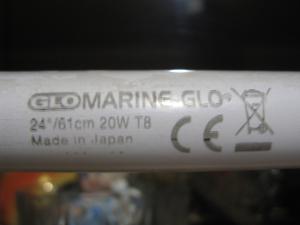 GLO MARINE-GLO®
24"/61cm 20W T8
Made in Japan
CE